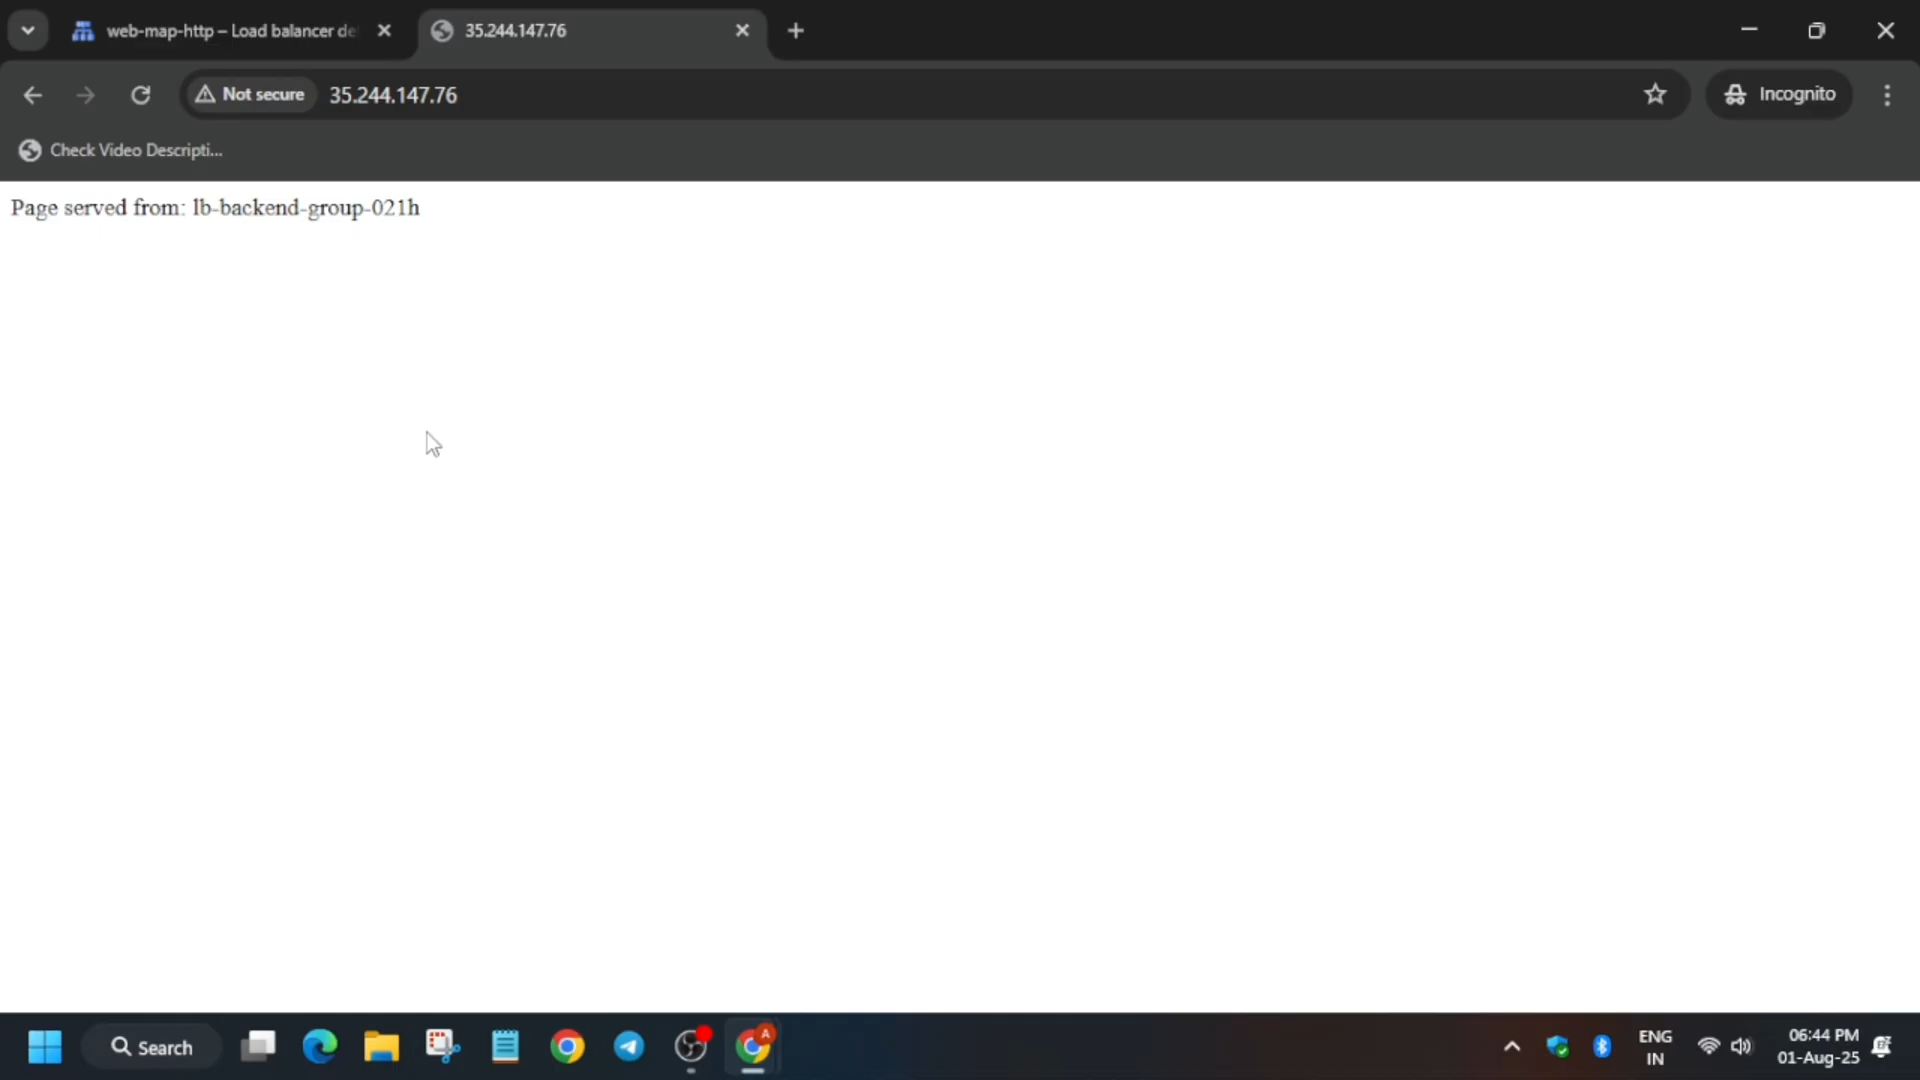 web-map-http – Load balancer de
35.244.147.76
Not secure
35.244.147.76
Incognito
Check Video Descripti...
Page served from: lb-backend-group-021h
Search
A
ENG
IN
06:44 PM
01-Aug-25